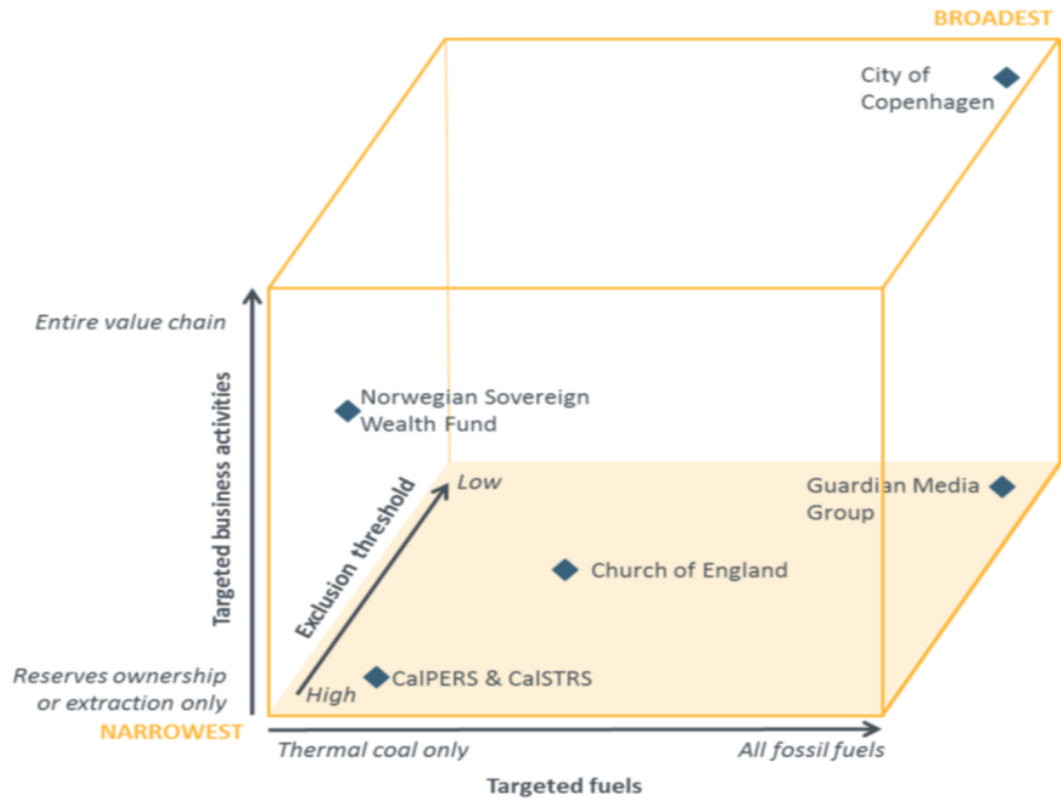 BROADEST
City of
Copenhagen
Entire value chain
Targeted business activities
Norwegian Sovereign
Wealth Fund
Exclusion threshold
Low
Guardian Media
Group
Church of England
Reserves ownership
or extraction only
CalPERS & CalSTRS
High
NARROWEST
Thermal coal only
All fossil fuels
Targeted fuels